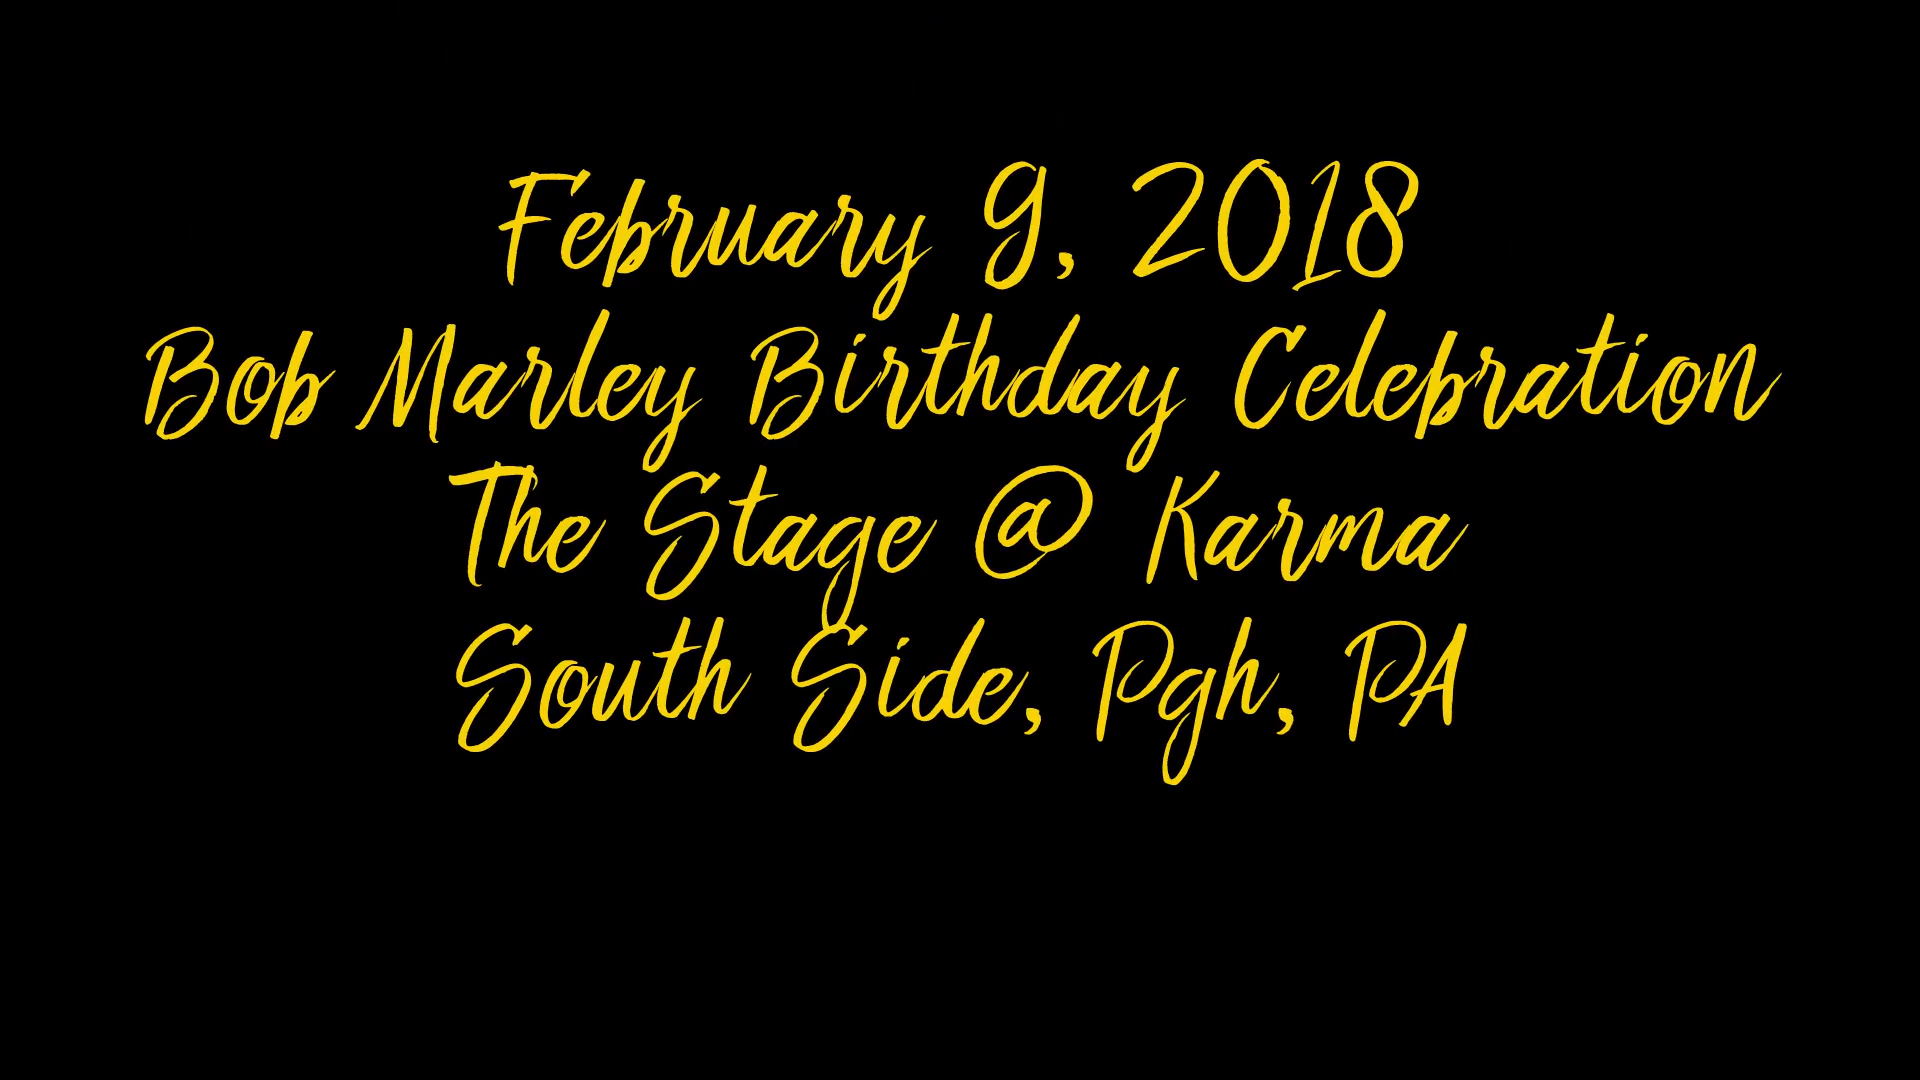 February 9, 2018
Bob Marley Birthday Celebration
The Stage @ Karma
South Side, Pgh, PA